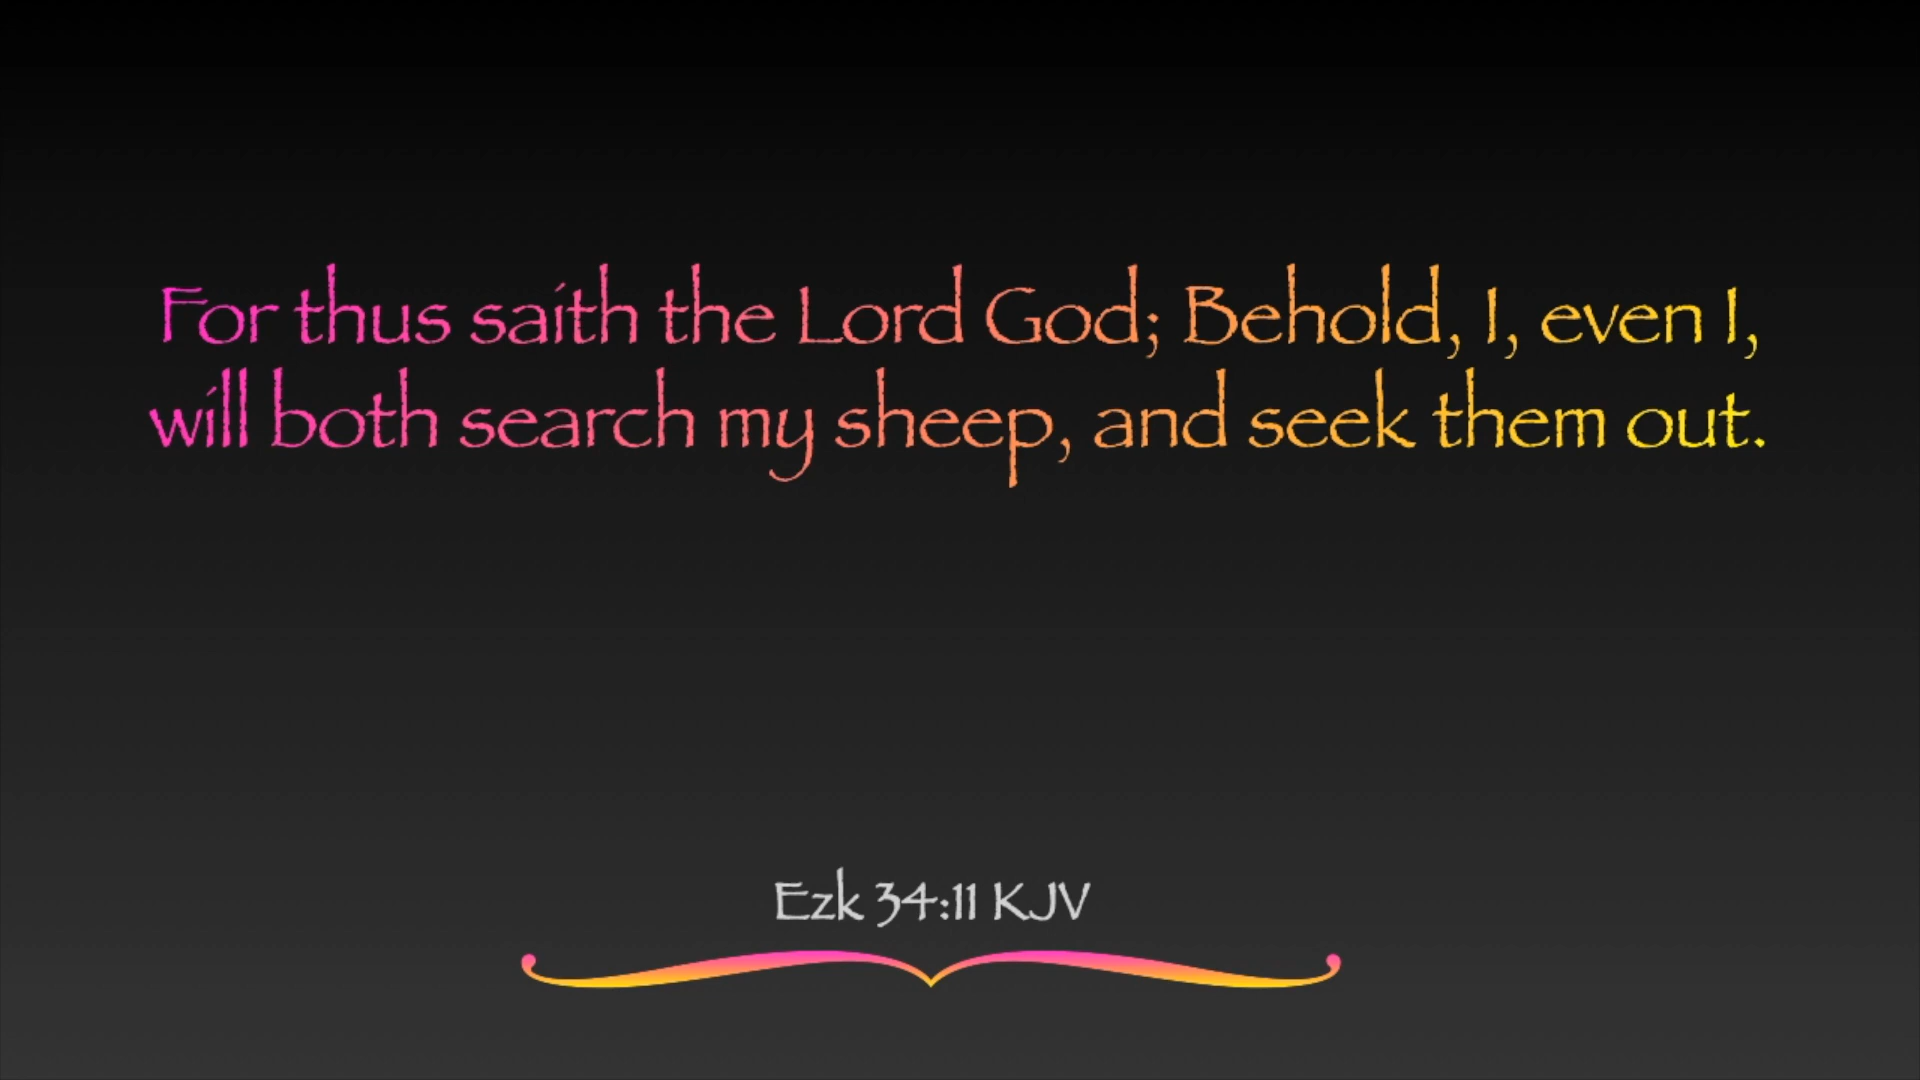 For thus saith the Lord God; Behold, I, even I,
will both search my sheep, and seek them out.
Ezk 34:11 KJV